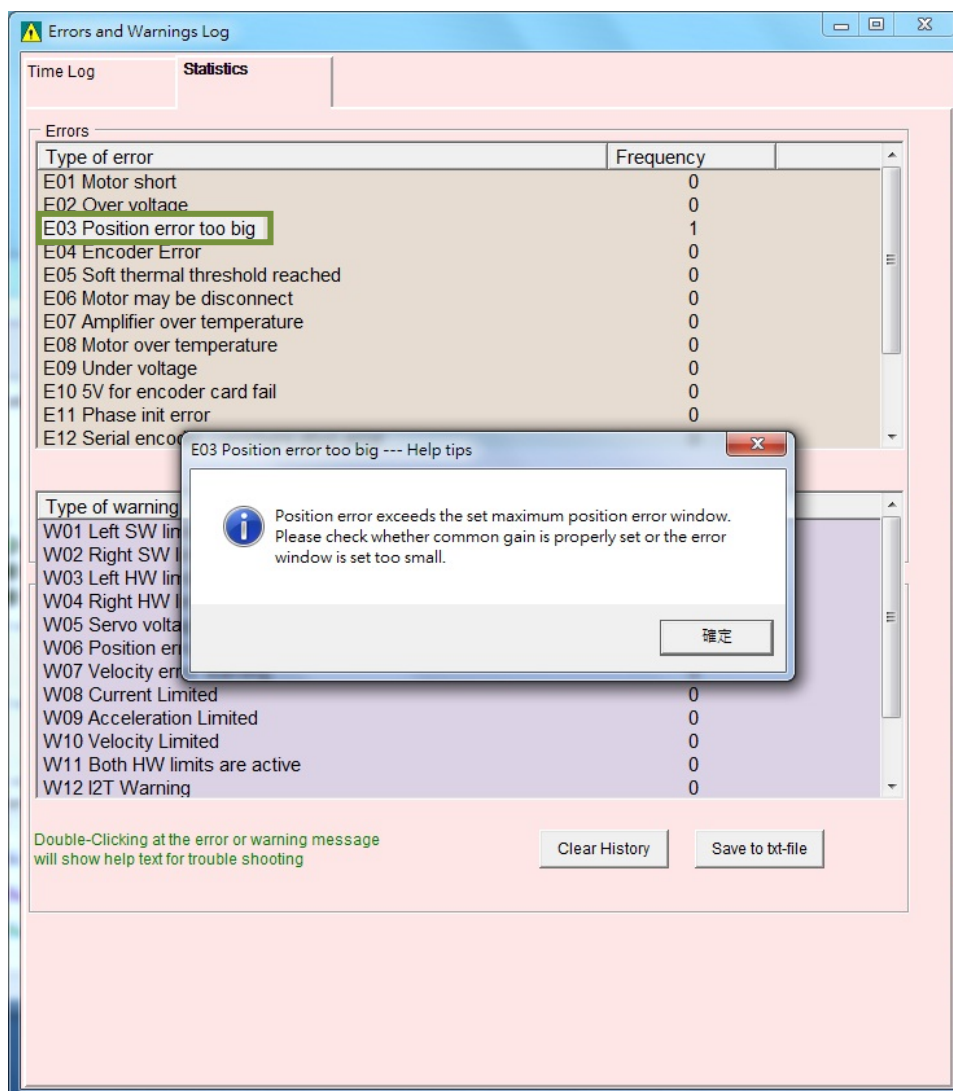 Errors and Warnings Log
Time Log
Statistics
Errors
Type of error Frequency
E01 Motor short 0
E02 Over voltage 0
E03 Position error too big 1
E04 Encoder Error 0
E05 Soft thermal threshold reached 0
E06 Motor may be disconnect 0
E07 Amplifier over temperature 0
E08 Motor over temperature 0
E09 Under voltage 0
E10 5V for encoder card fail 0
E11 Phase init error 0
E12 Serial encod
E03 Position error too big --- Help tips
Position error exceeds the set maximum position error window.
Please check whether common gain is properly set or the error
window is set too small.
確定
Type of warning
W01 Left SW lim
W02 Right SW l
W03 Left HW lim
W04 Right HW l
W05 Servo volta
W06 Position er
W07 Velocity err
W08 Current Limited 0
W09 Acceleration Limited 0
W10 Velocity Limited 0
W11 Both HW limits are active 0
W12 I2T Warning 0
Double-Clicking at the error or warning message
will show help text for trouble shooting
Clear History
Save to txt-file